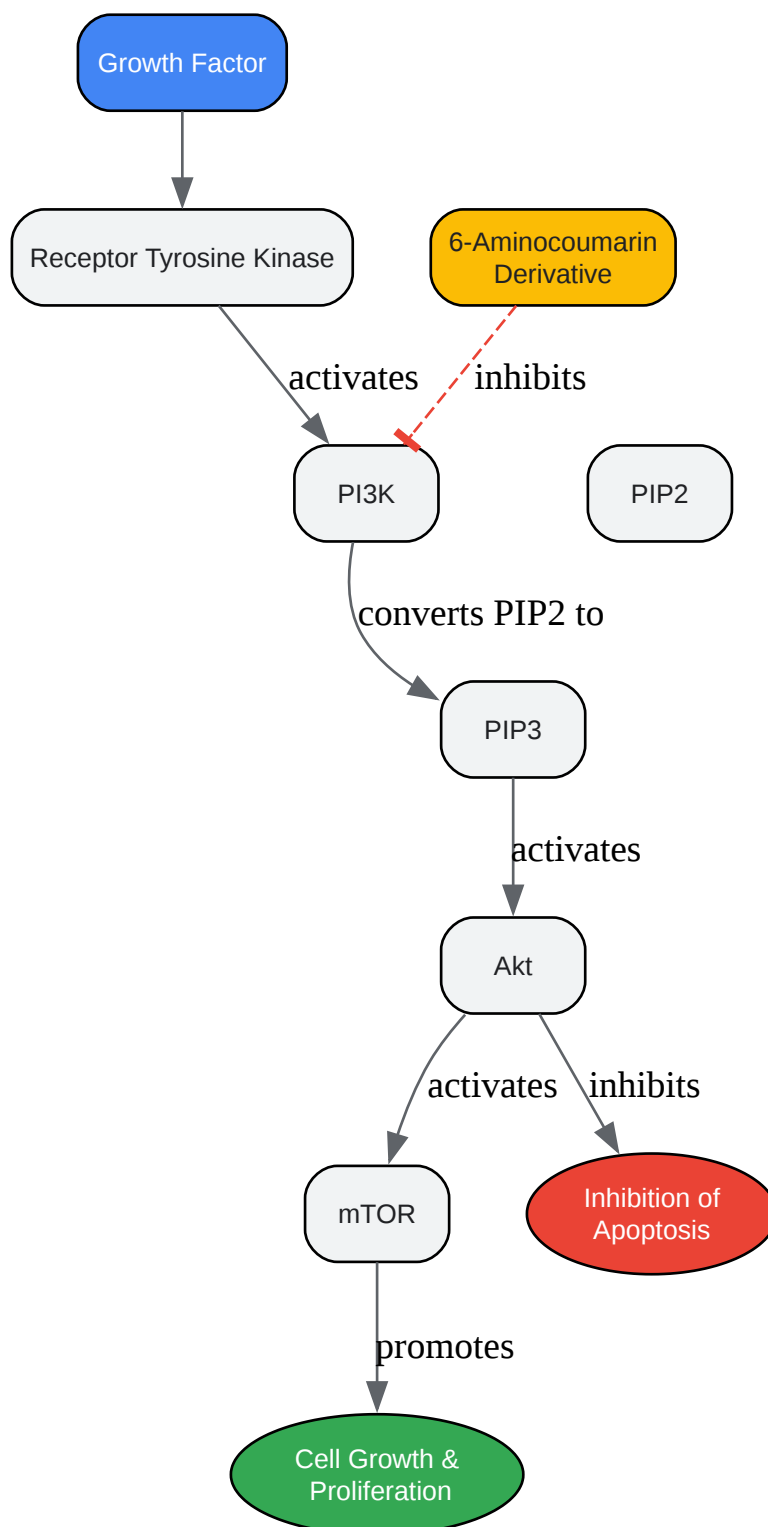 Growth Factor
Receptor Tyrosine Kinase
6-Aminocoumarin
Derivative
activates
inhibits
PI3K
PIP2
converts PIP2 to
PIP3
activates
Akt
activates
inhibits
mTOR
Inhibition of
Apoptosis
promotes
Cell Growth &
Proliferation